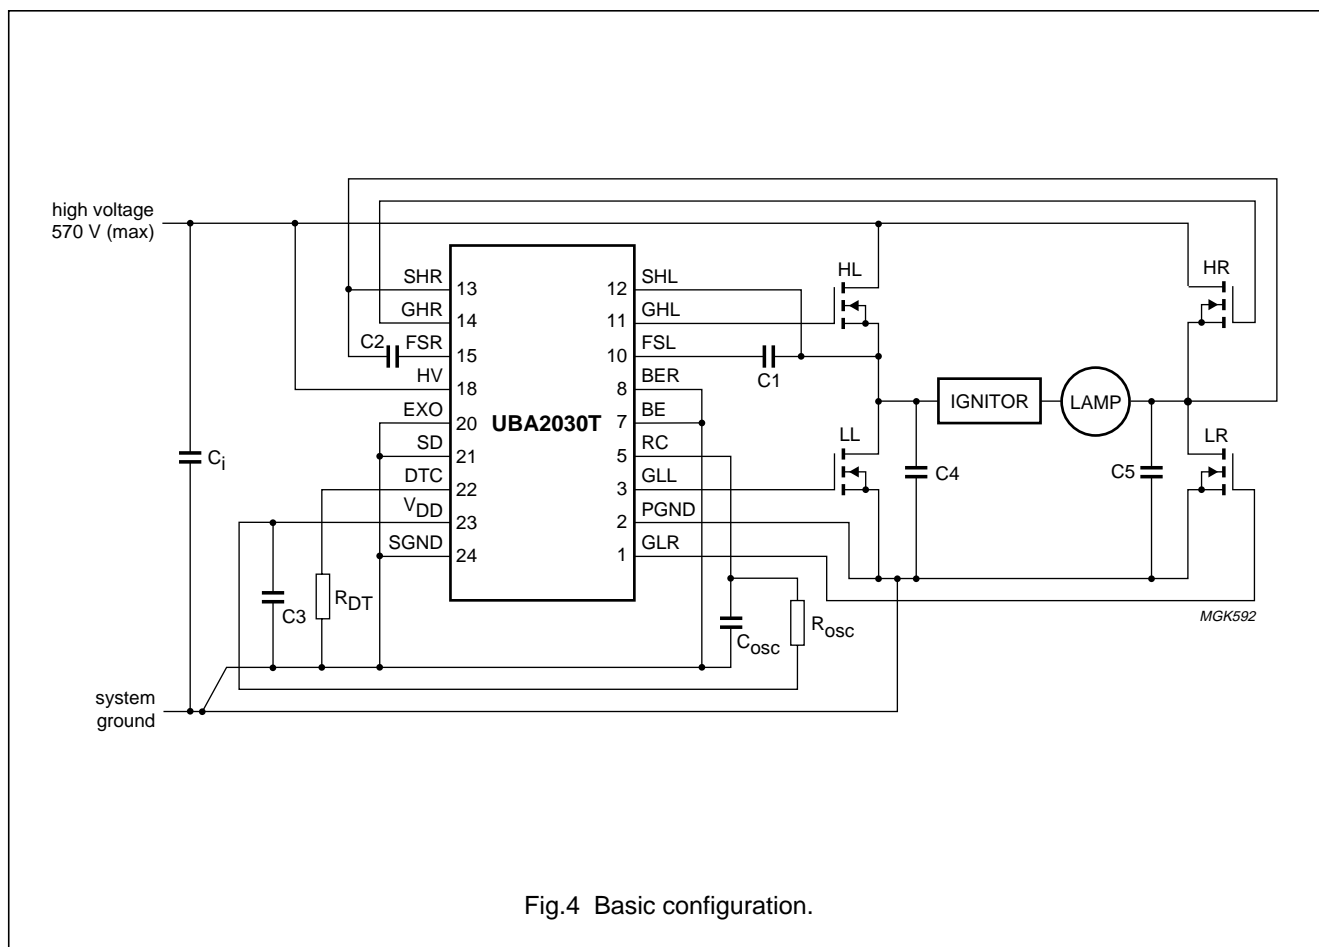 high voltage
570 V (max)
SHR
13
GHR
14
C2
FSR
15
HV
18
EXO
20
SD
21
DTC
22
VDD
23
SGND
24
UBA2030T
SHL
12
GHL
11
FSL
10
BER
8
BE
7
RC
5
GLL
3
PGND
2
GLR
1
C1
HL
HR
IGNITOR
LAMP
LL
LR
C4
C5
Ci
C3
RDT
Cosc
Rosc
MGK592
system
ground
Fig.4 Basic configuration.